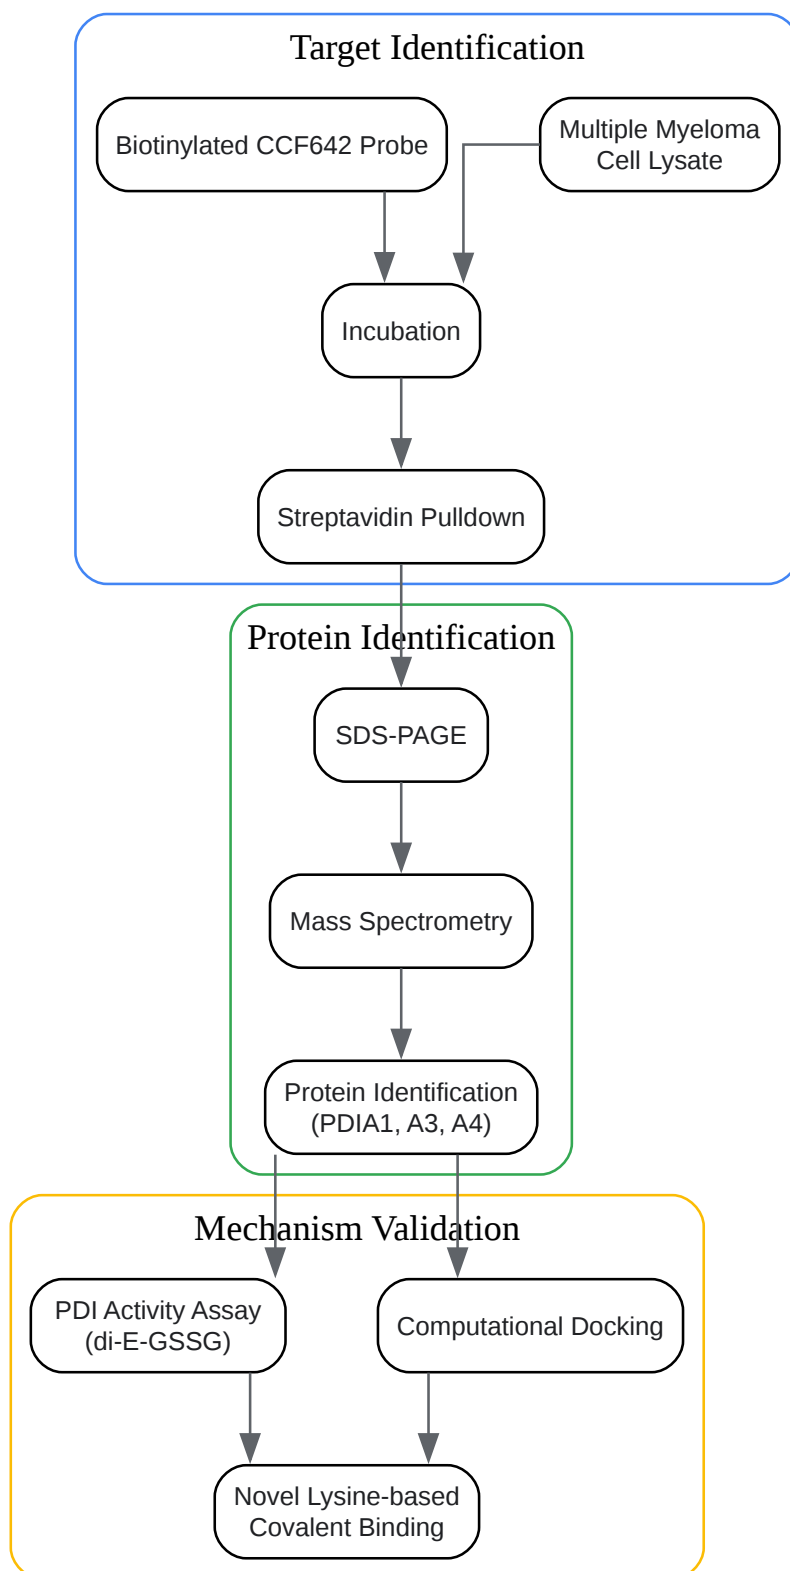 Target Identification
Biotinylated CCF642 Probe
Multiple Myeloma
Cell Lysate
Incubation
Streptavidin Pulldown
Protein Identification
SDS-PAGE
Mass Spectrometry
Protein Identification
(PDIA1, A3, A4)
Mechanism Validation
PDI Activity Assay
(di-E-GSSG)
Computational Docking
Novel Lysine-based
Covalent Binding